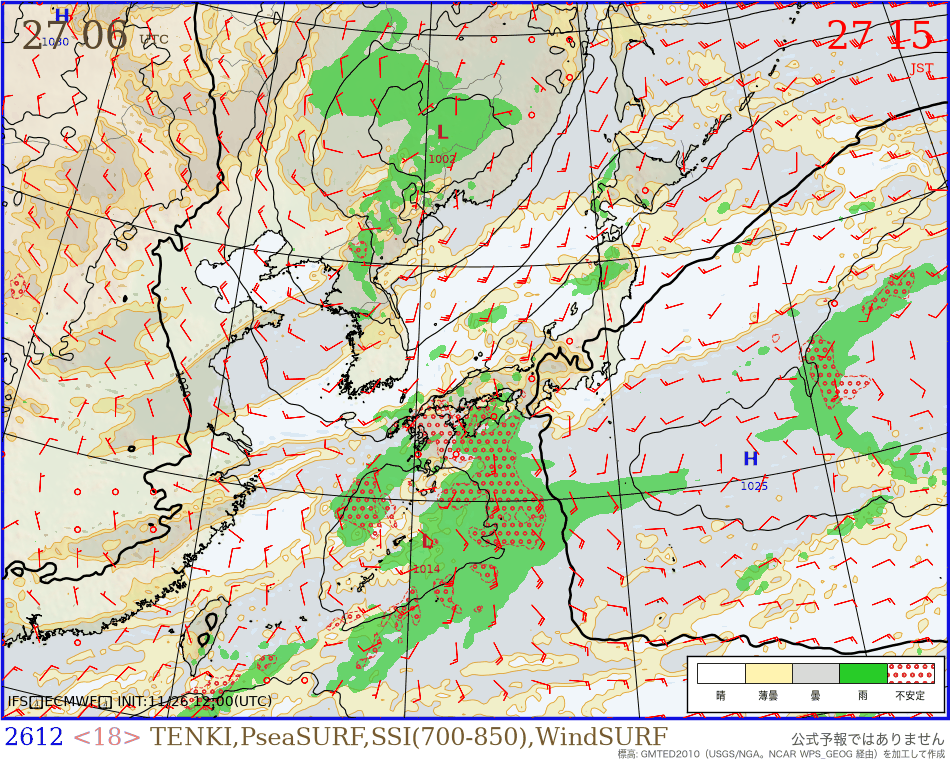 27 06 UTC
27 15
JST
H
1030
L
1002
1020
H
1025
L
1014
晴 薄曇 曇 雨 不安定
IFS□ECMWF□ INIT:11/26 12:00(UTC)
2612 <18> TENKI,PseaSURF,SSI(700-850),WindSURF
公式予報ではありません
標高: GMTED2010（USGS/NGA。NCAR WPS_GEOG 経由）を加工して作成